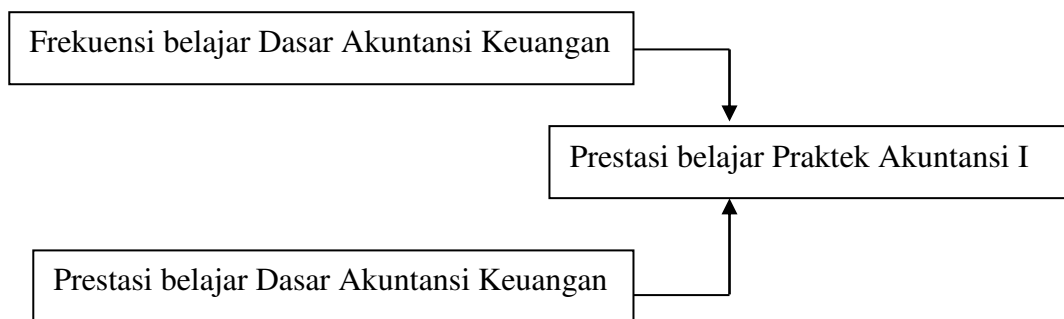 Frekuensi belajar Dasar Akuntansi Keuangan
Prestasi belajar Praktek Akuntansi I
Prestasi belajar Dasar Akuntansi Keuangan